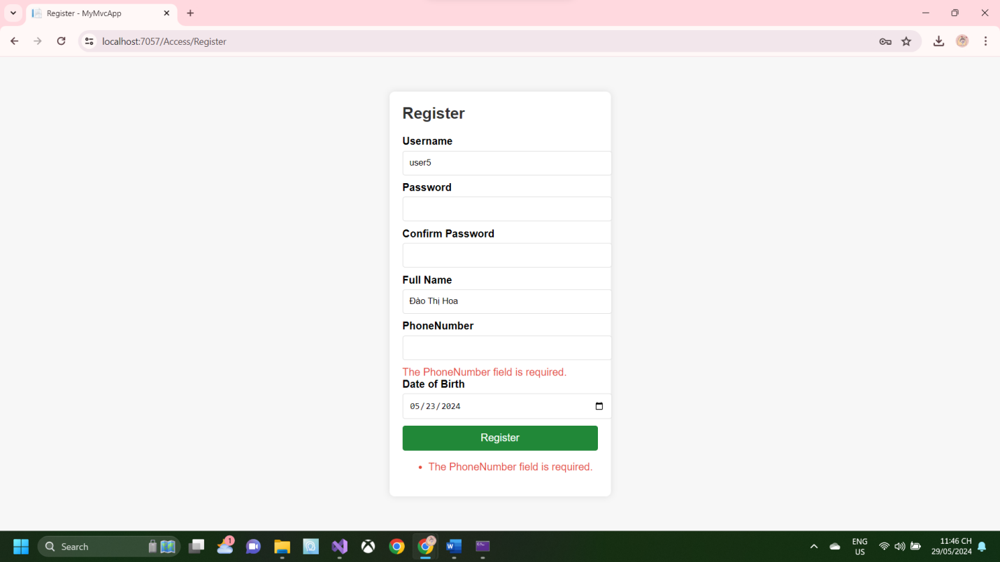 Register - MyMvcApp
localhost:7057/Access/Register
Register
Username
user5
Password
Confirm Password
Full Name
Đào Thị Hoa
PhoneNumber
The PhoneNumber field is required.
Date of Birth
05/23/2024
Register
• The PhoneNumber field is required.
Search
1
W
ENG
US
11:46 CH
29/05/2024